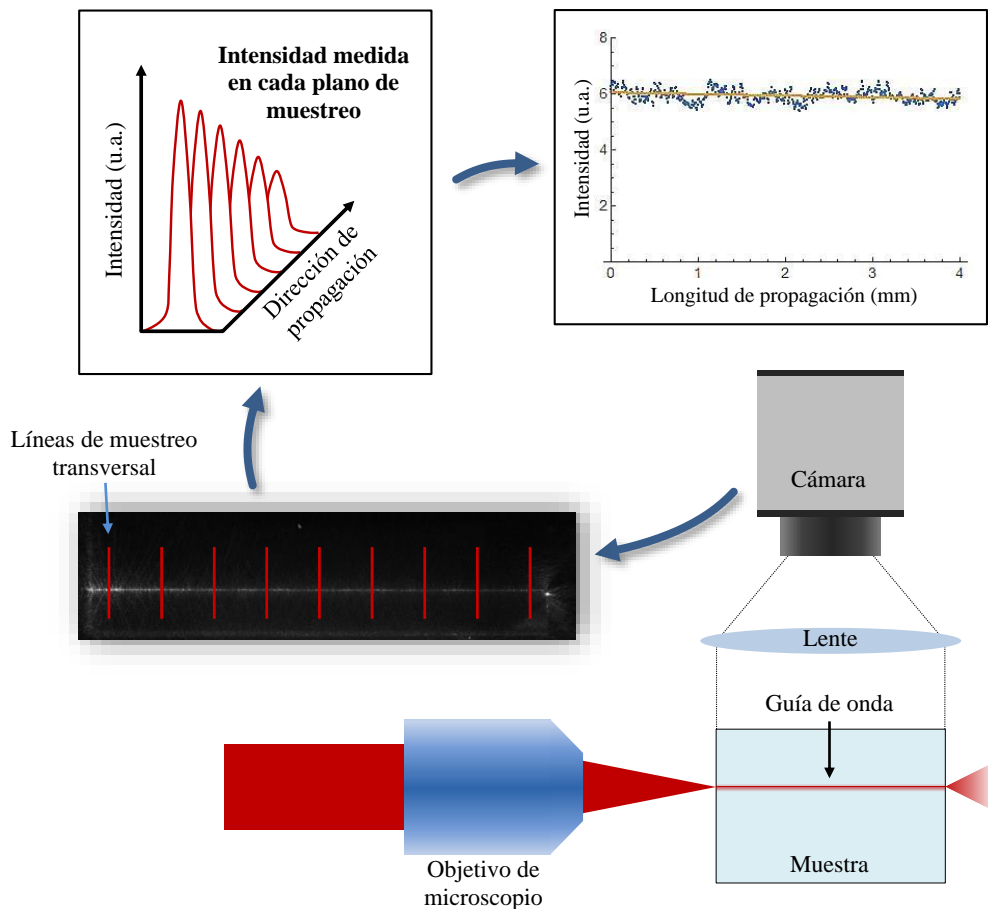 Intensidad medida
en cada plano de
muestreo
Intensidad (u.a.)
Dirección de
propagación
8
6
4
2
0
1
2
3
4
Intensidad (u.a.)
Longitud de propagación (mm)
Líneas de muestreo
transversal
Cámara
Lente
Guía de onda
Muestra
Objetivo de
microscopio